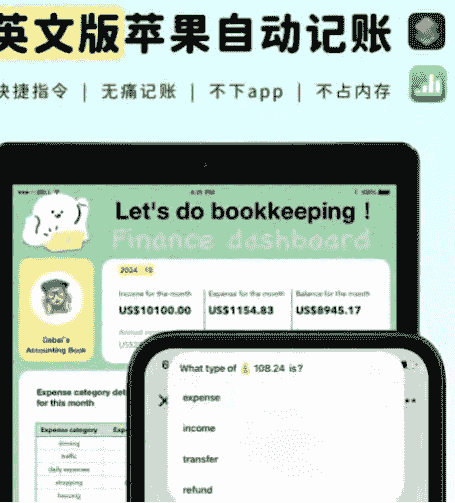 英文版苹果自动记账
快捷指令 | 无痛记账 | 不下app | 不占内存
Let's do bookkeeping !
Finance dashboard
2024
Income for the month
Expense for the month
Balance for the month
US$10100.00
US$1154.83
US$8945.17
Dabai's
Accounting Book
What type of 108.24 is?
expense
income
transfer
refund
Expense category
for this month
Expense category
dinning
traffic
daily expenses
shopping
housing